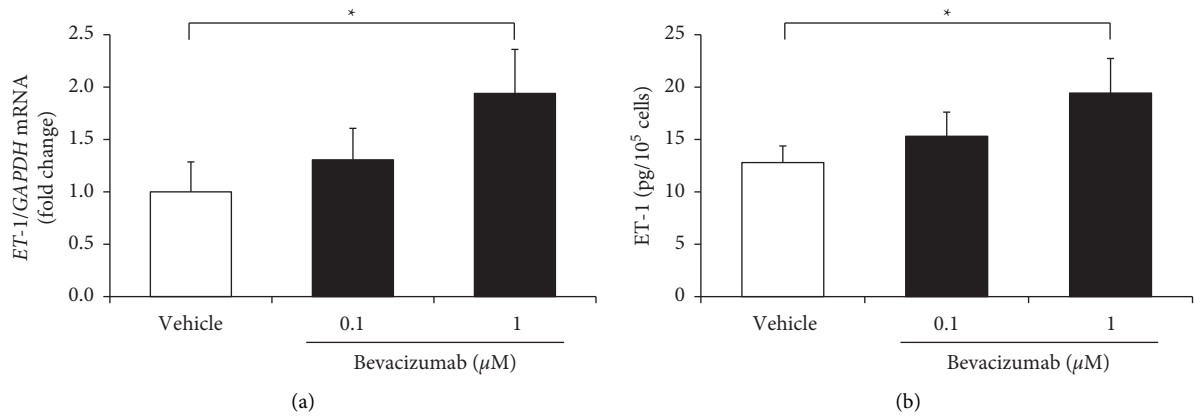 *
2.5
2.0
1.5
1.0
0.5
0.0
ET-1/GAPDH mRNA
(fold change)
Vehicle
0.1
1
Bevacizumab (μM)
(a)
*
25
20
15
10
5
0
ET-1 (pg/10⁵ cells)
Vehicle
0.1
1
Bevacizumab (μM)
(b)